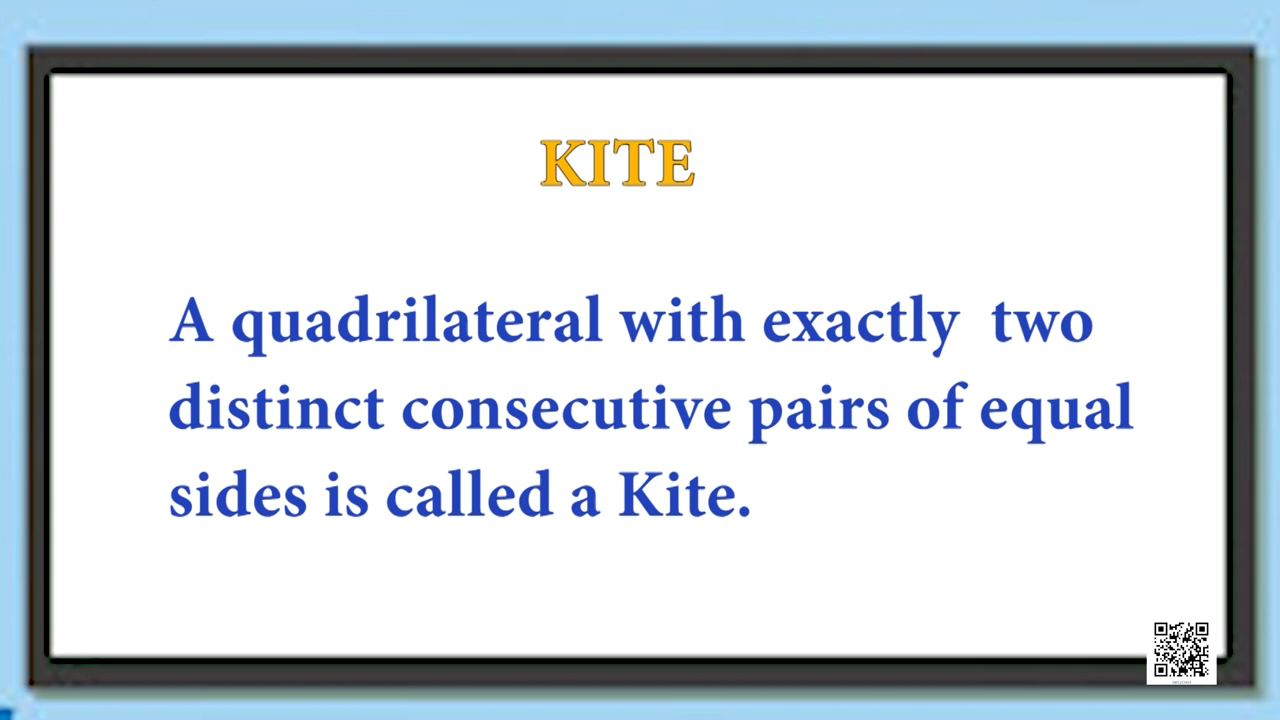 KITE
A quadrilateral with exactly two
distinct consecutive pairs of equal
sides is called a Kite.